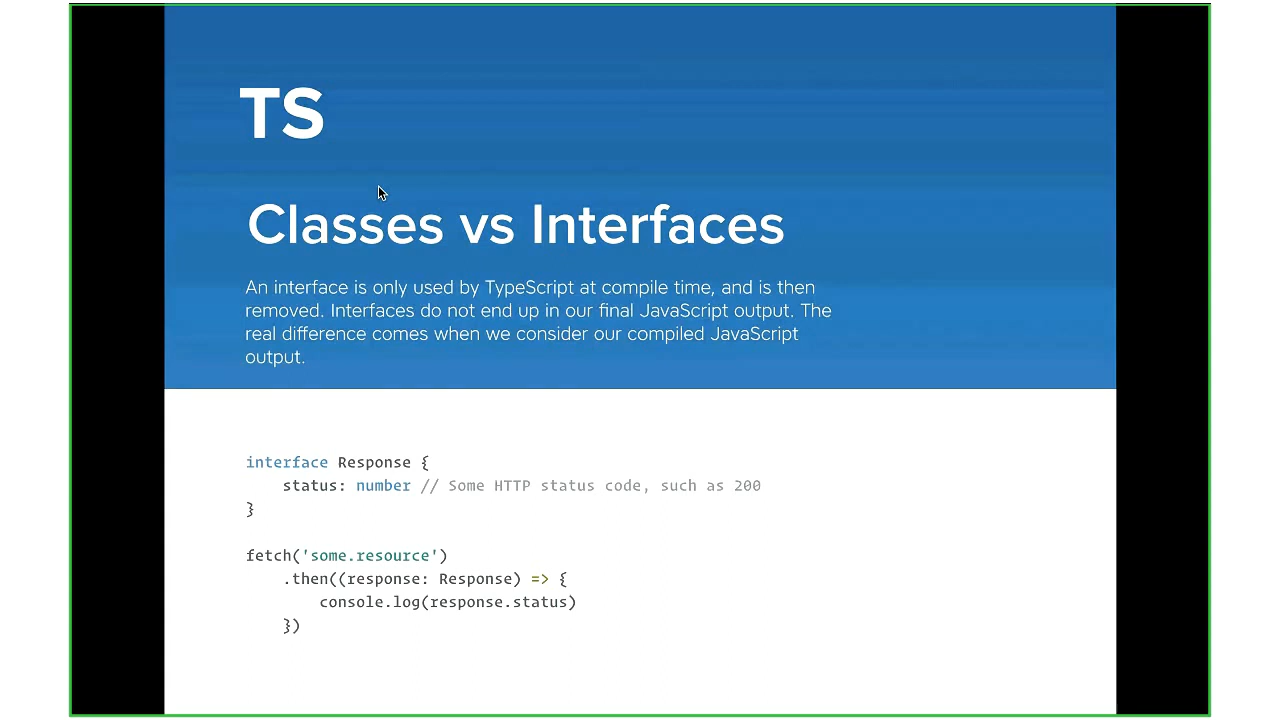 TS
Classes vs Interfaces
An interface is only used by TypeScript at compile time, and is then
removed. Interfaces do not end up in our final JavaScript output. The
real difference comes when we consider our compiled JavaScript
output.
interface Response {
    status: number // Some HTTP status code, such as 200
}
fetch('some.resource')
    .then((response: Response) => {
        console.log(response.status)
    })